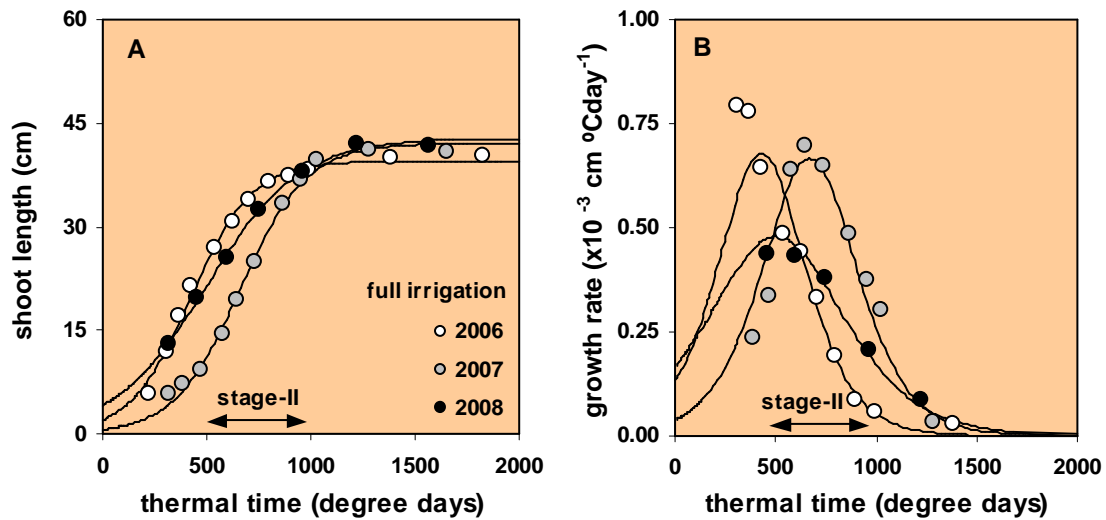 A
60
45
30
15
0
shoot length (cm)
full irrigation
2006
2007
2008
stage-II
0 500 1000 1500 2000
thermal time (degree days)
B
1.00
0.75
0.50
0.25
0.00
growth rate (x10 -3 cm ºCday-1)
stage-II
0 500 1000 1500 2000
thermal time (degree days)